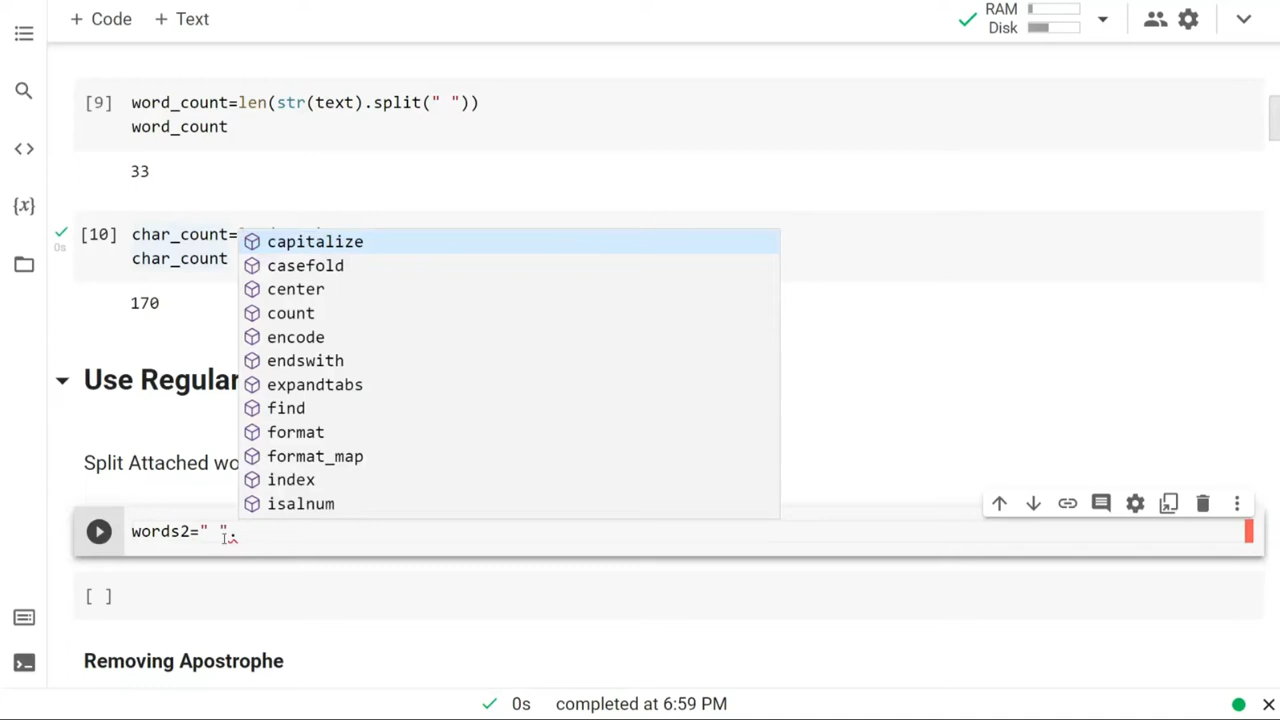 + Code + Text
RAM
Disk
[9] word_count=len(str(text).split(" "))
word_count
33
[10] char_count=
0s
char_count
170
capitalize
casefold
center
count
encode
endswith
expandtabs
find
format
format_map
index
isalnum
Use Regular
Split Attached wo
words2=" ".
[ ]
Removing Apostrophe
0s completed at 6:59 PM